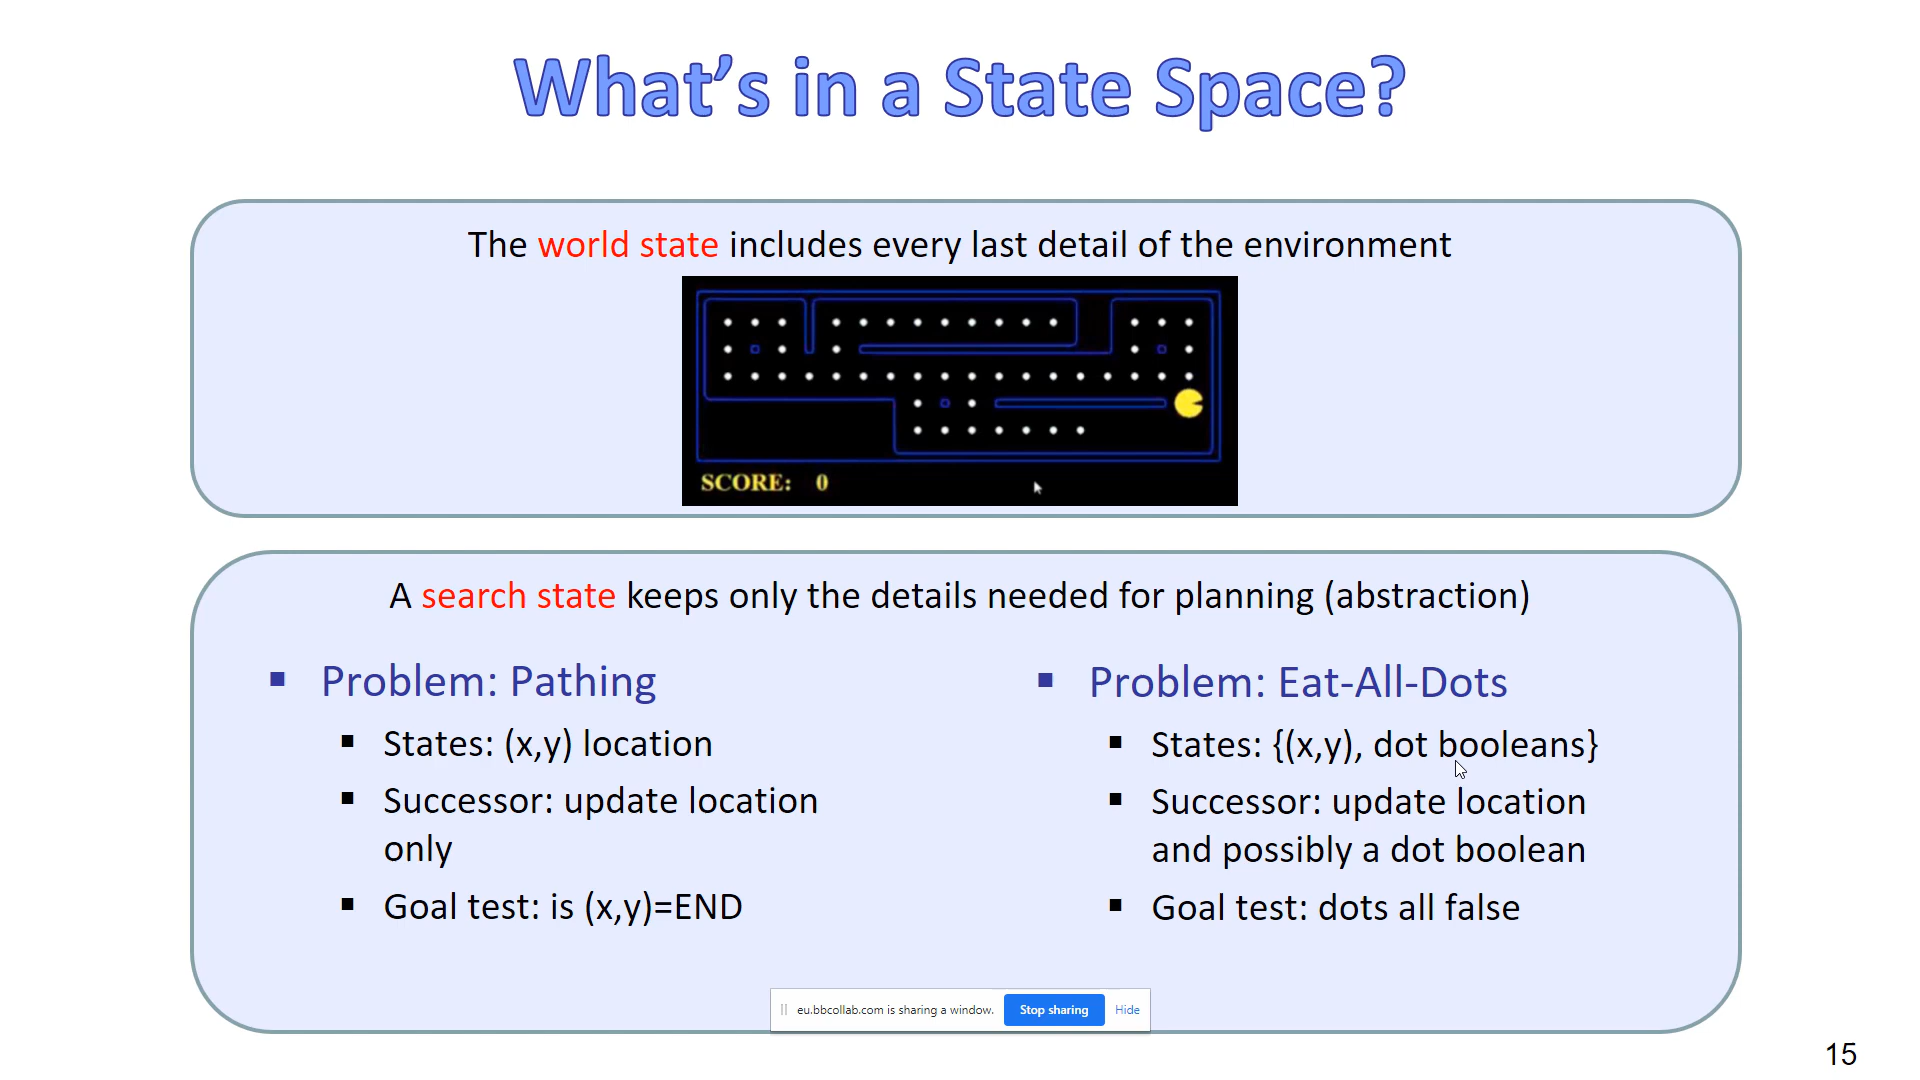 What's in a State Space?
The world state includes every last detail of the environment
SCORE: 0
A search state keeps only the details needed for planning (abstraction)
Problem: Pathing
States: (x,y) location
Successor: update location
only
Goal test: is (x,y)=END
Problem: Eat-All-Dots
States: {(x,y), dot booleans}
Successor: update location
and possibly a dot boolean
Goal test: dots all false
eu.bbcollab.com is sharing a window. Stop sharing Hide
15